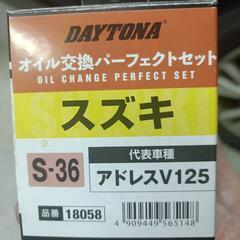 DAYTONA
オイル交換パーフェクトセット
OIL CHANGE PERFECT SET
スズキ
S-36
代表車種
アドレスV125
品番 18058
4 909449 565148